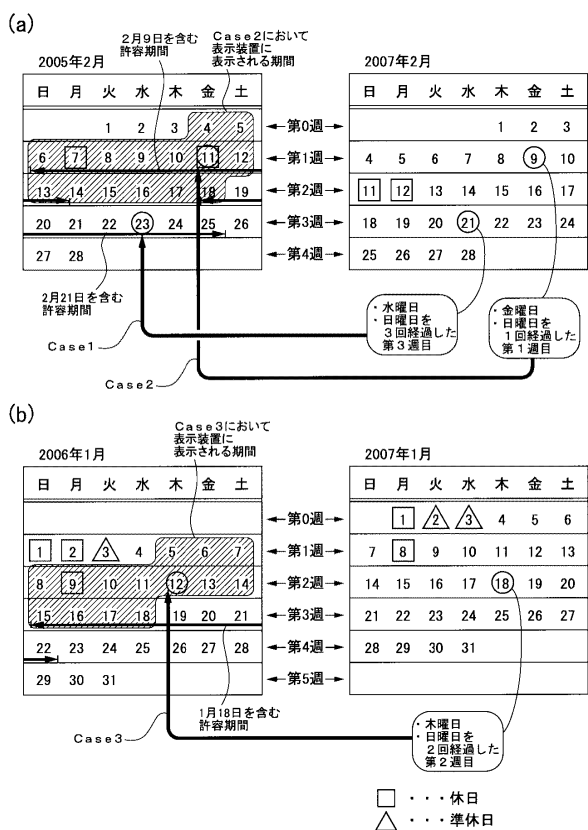 (a)
2月9日を含む
許容期間
Case2において
表示装置に
表示される期間
2005年2月
2007年2月
日 月 火 水 木 金 土
日 月 火 水 木 金 土
1 2 3 4 5
第0週
1 2 3
6 7 8 9 10 11 12
第1週
4 5 6 7 8 9 10
13 14 15 16 17 18 19
第2週
11 12 13 14 15 16 17
20 21 22 23 24 25 26
第3週
18 19 20 21 22 23 24
27 28
第4週
25 26 27 28
2月21日を含む
許容期間
Case1
Case2
・水曜日
・日曜日を
3回経過した
第3週目
・金曜日
・日曜日を
1回経過した
第1週目
(b)
Case3において
表示装置に
表示される期間
2006年1月
2007年1月
日 月 火 水 木 金 土
日 月 火 水 木 金 土
第0週
1 2 3 4 5 6
1 2 3 4 5 6 7
第1週
7 8 9 10 11 12 13
8 9 10 11 12 13 14
第2週
14 15 16 17 18 19 20
15 16 17 18 19 20 21
第3週
21 22 23 24 25 26 27
22 23 24 25 26 27 28
第4週
28 29 30 31
29 30 31
第5週
1月18日を含む
許容期間
Case3
・木曜日
・日曜日を
2回経過した
第2週目
・・・休日
・・・準休日